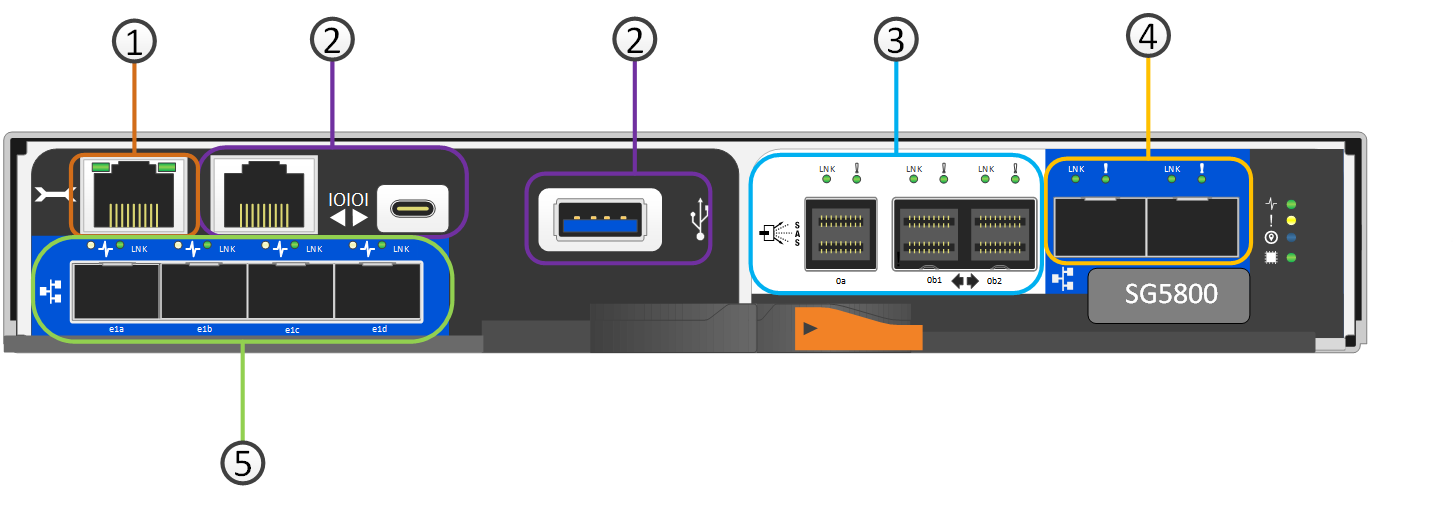 1 2 2 3 4
LNK ! LNK ! LNK ! LNK ! LNK !
IOIOI
S
A
S
!
LNK LNK LNK LNK
0a 0b1 0b2
SG5800
e1a e1b e1c e1d
5